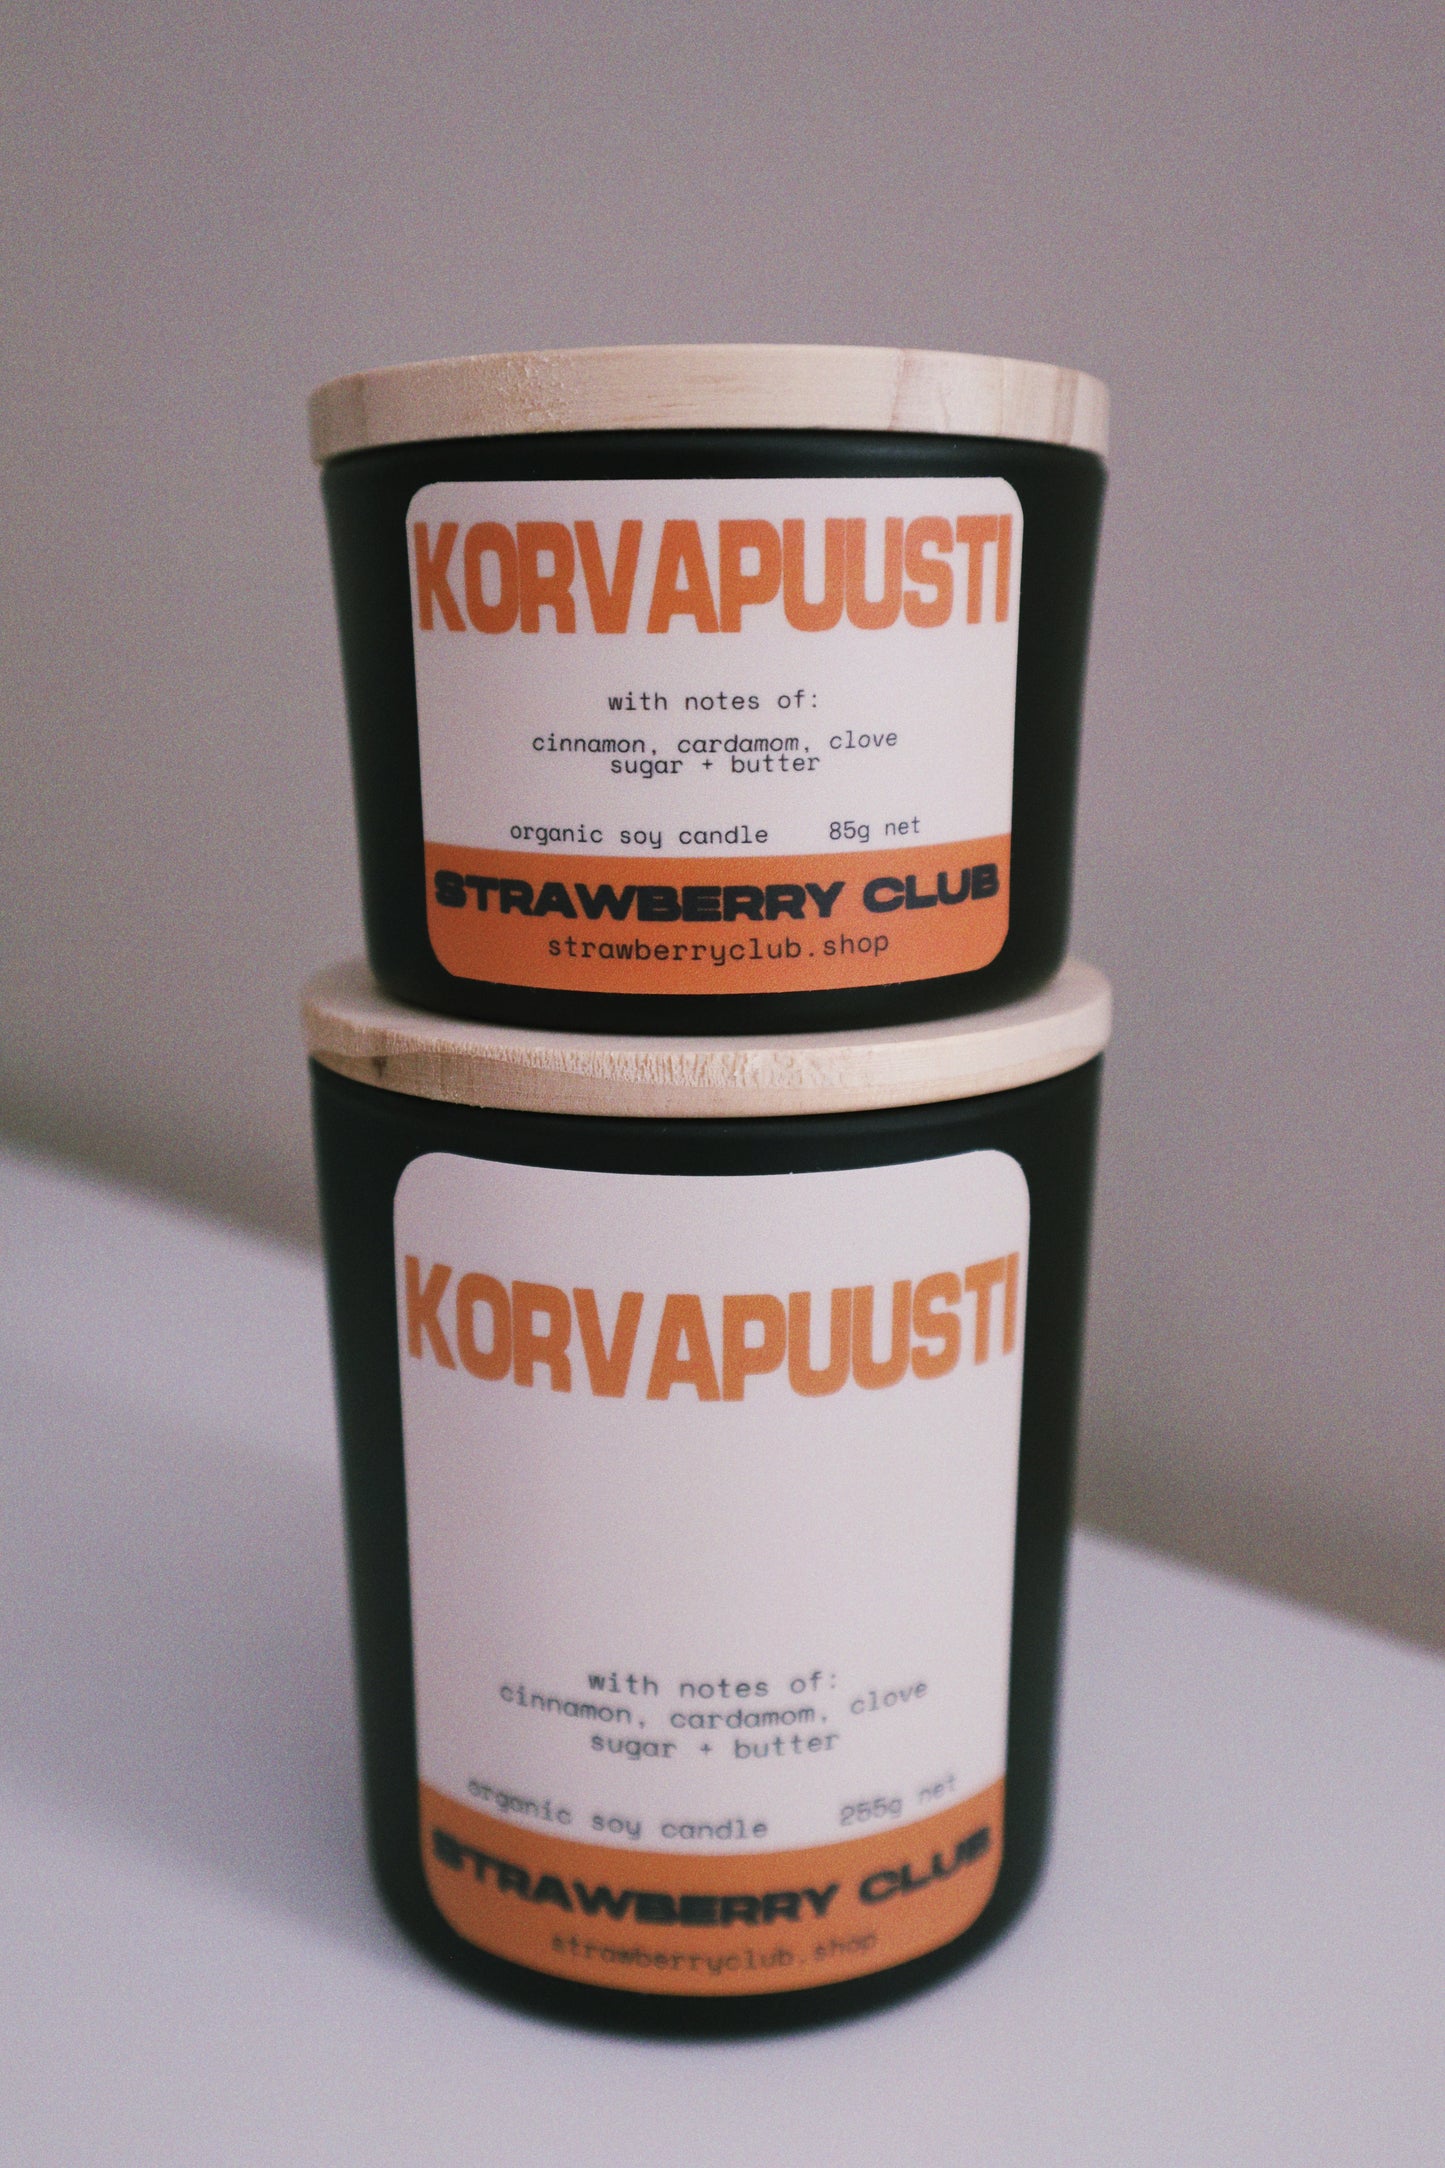 KORVAPUUSTI
with notes of:
cinnamon, cardamom, clove
sugar + butter
organic soy candle 85g net
STRAWBERRY CLUB
strawberryclub.shop
KORVAPUUSTI
with notes of:
cinnamon, cardamom, clove
sugar + butter
organic soy candle 255g net
STRAWBERRY CLUB
strawberryclub.shop